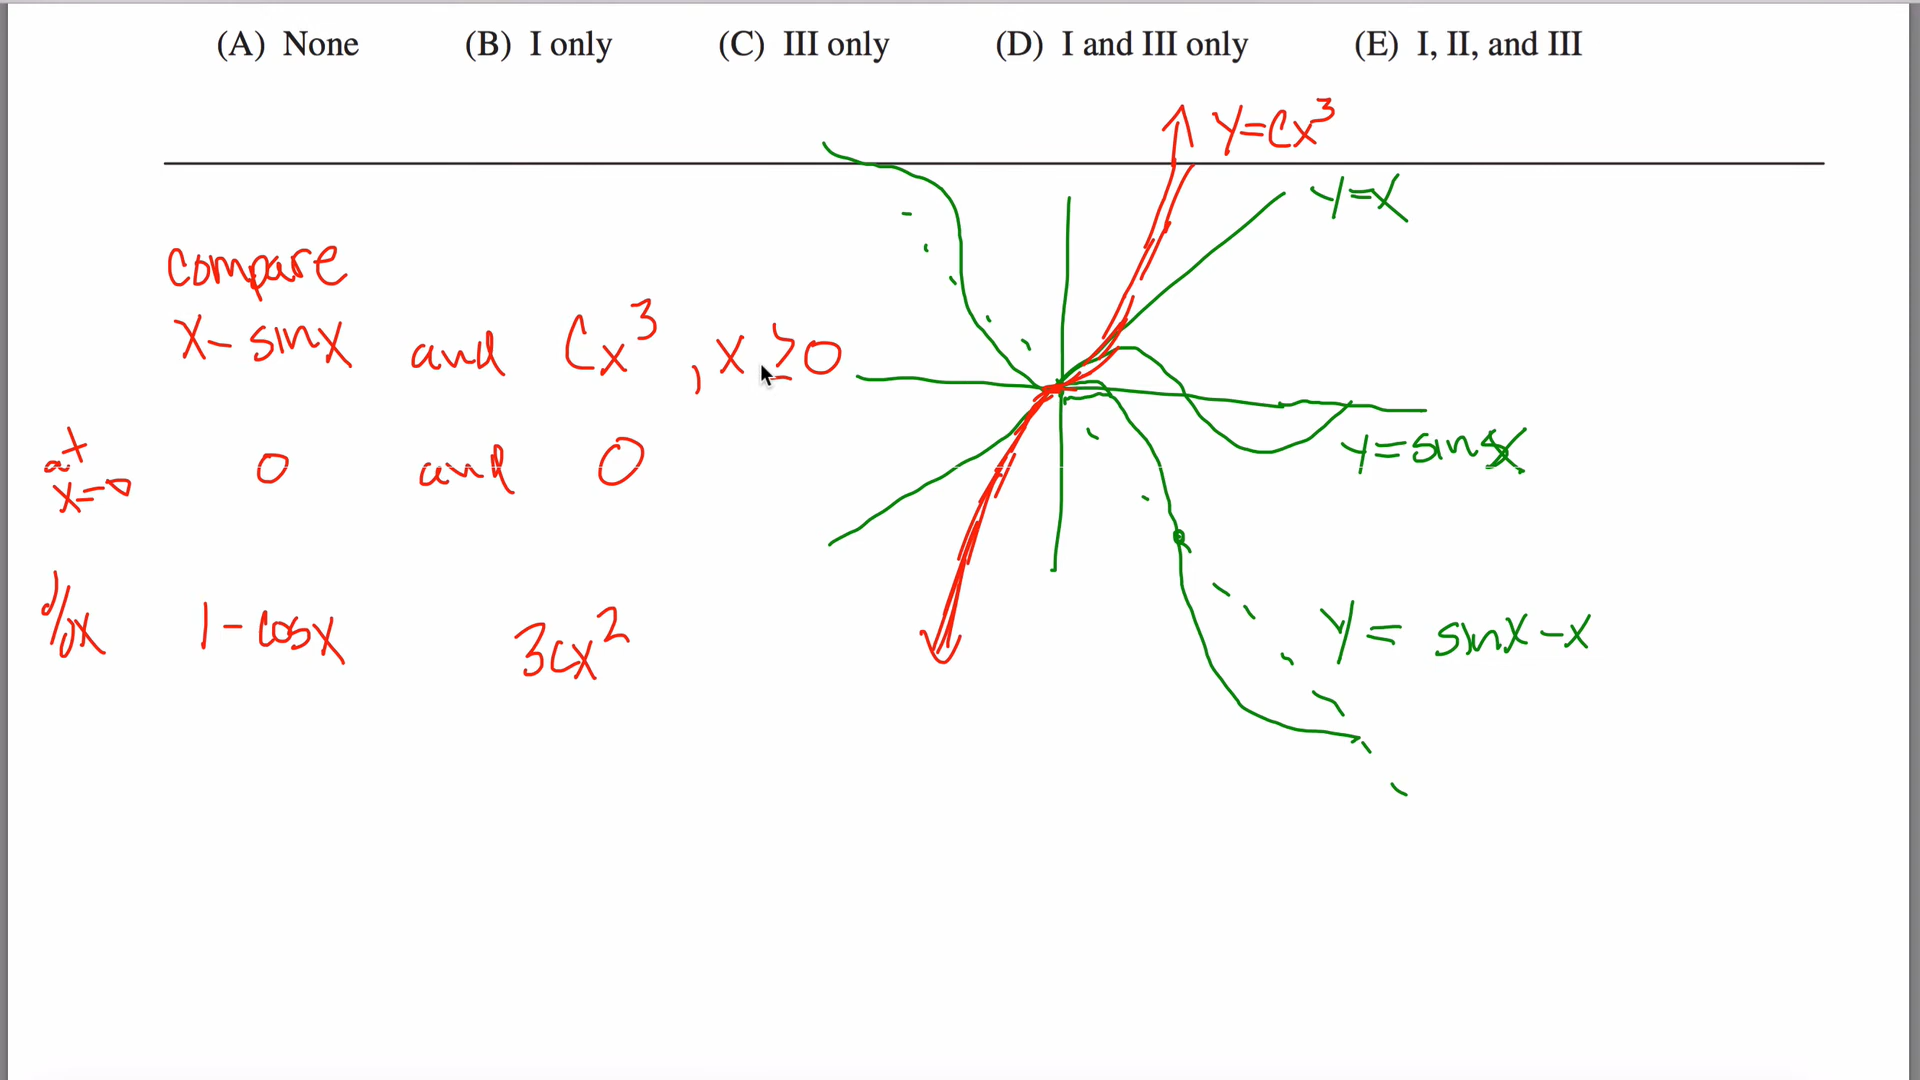 (A) None (B) I only (C) III only (D) I and III only (E) I, II, and III
y=Cx³
y=x
compare
x-sinx and Cx³, x≥0
at x=0 0 and 0
y=sinx
d/dx 1-cosx 3cx²
y= sinx-x